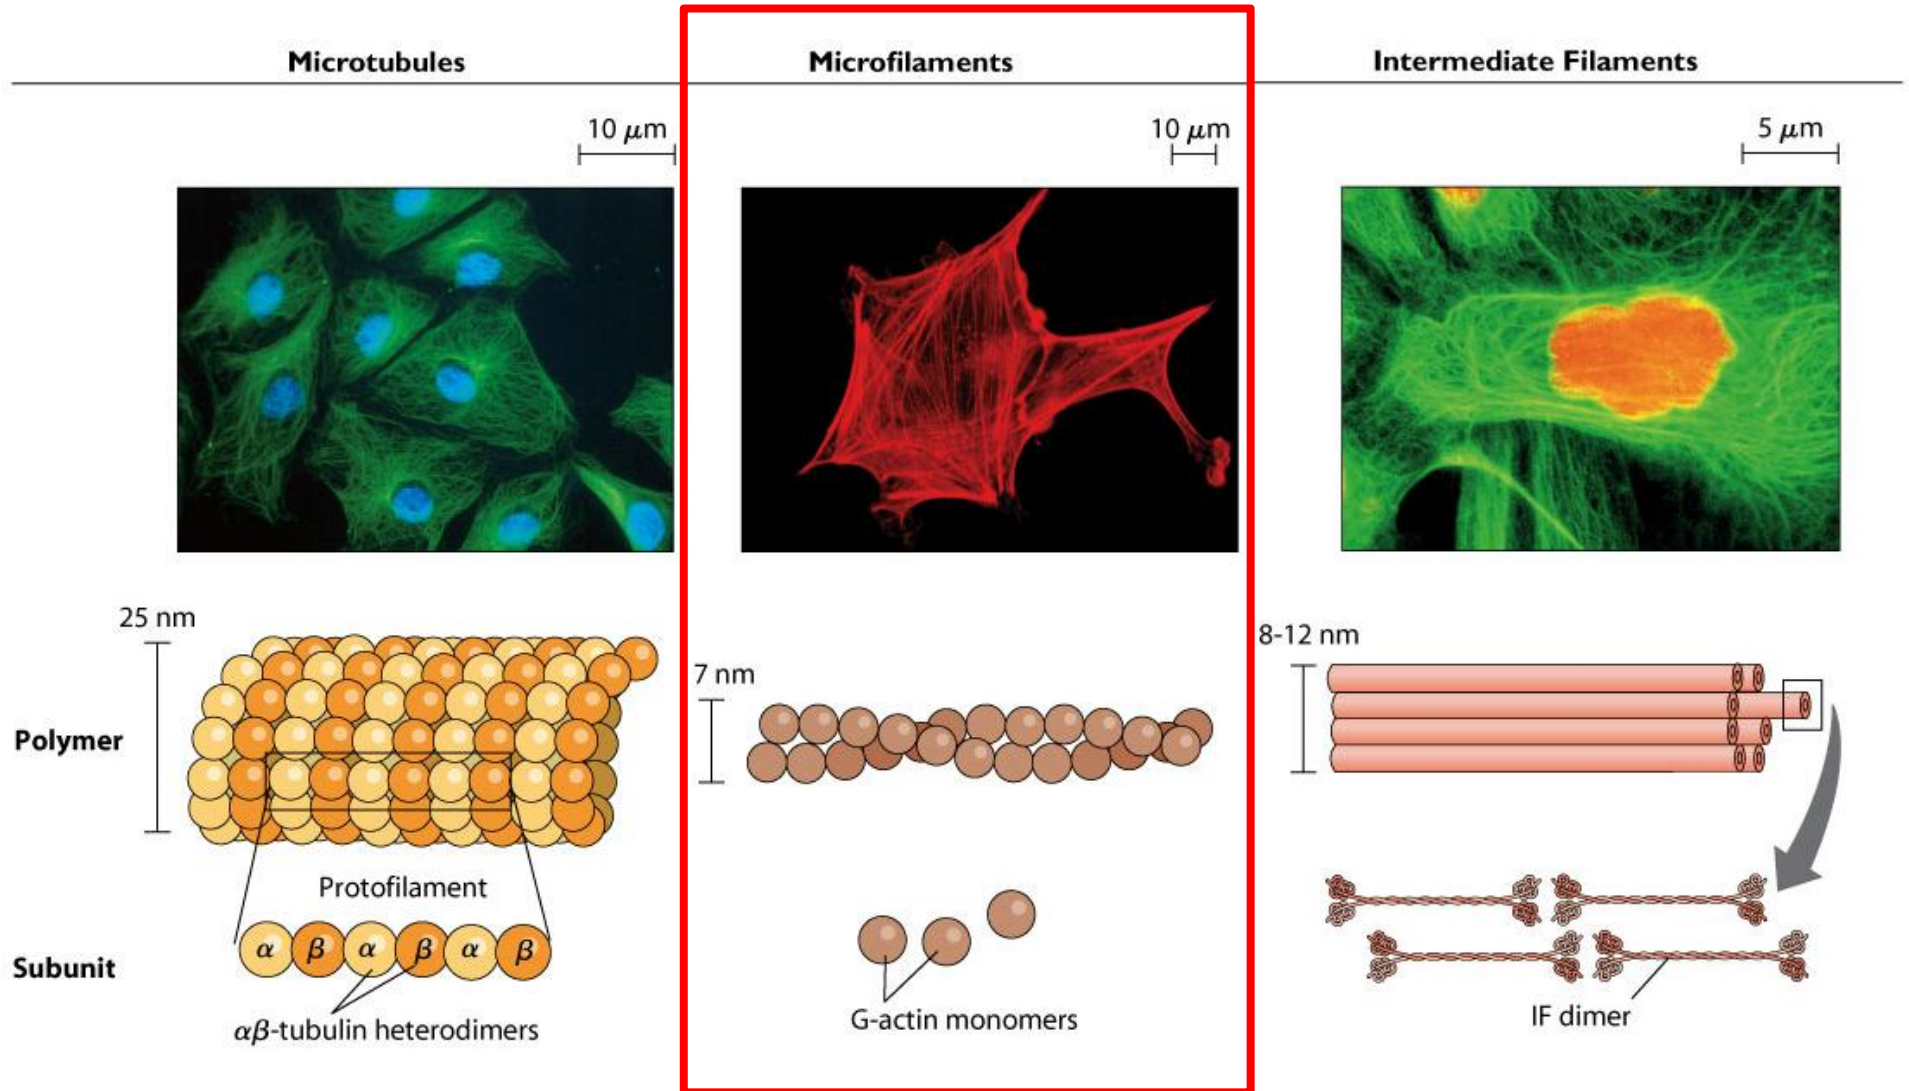 Microtubules
Microfilaments
Intermediate Filaments
10 μm
10 μm
5 μm
25 nm
7 nm
8-12 nm
Polymer
Protofilament
α β α β α β
Subunit
αβ-tubulin heterodimers
G-actin monomers
IF dimer